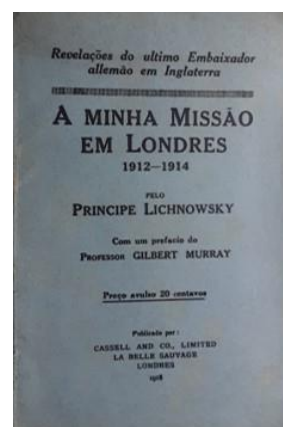 Revelações do ultimo Embaixador
allemão em Inglaterra
A MINHA MISSÃO
EM LONDRES
1912—1914
PELO
PRINCIPE LICHNOWSKY
Com um prefacio do
PROFESSOR GILBERT MURRAY
Preço avulso 20 centavos
Publicado por:
CASSELL AND CO., LIMITED
LA BELLE SAUVAGE
LONDRES
1918